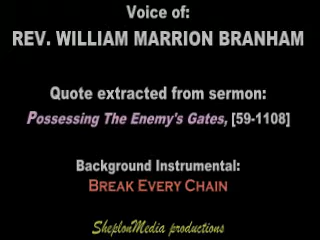 Voice of:
REV. WILLIAM MARRION BRANHAM
Quote extracted from sermon:
Possessing The Enemy's Gates, [59-1108]
Background Instrumental:
BREAK EVERY CHAIN
SheplonMedia productions